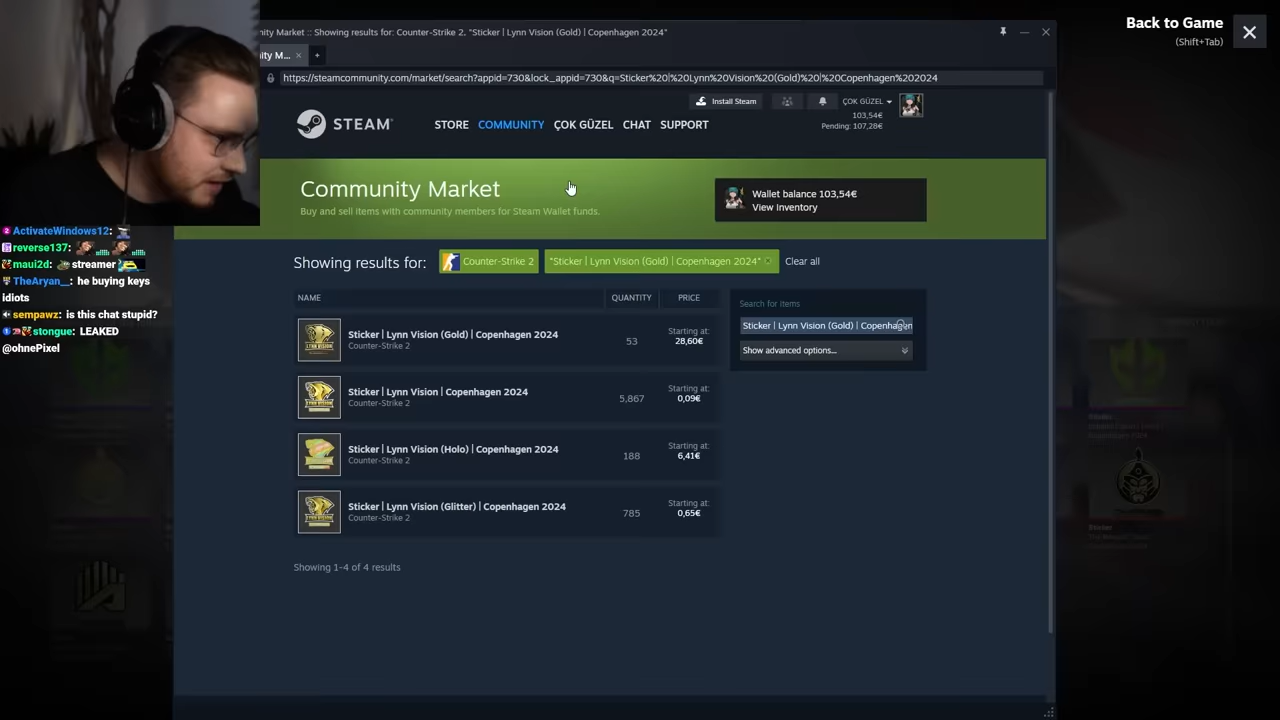 Back to Game
(Shift+Tab)
nity Market :: Showing results for: Counter-Strike 2, "Sticker | Lynn Vision (Gold) | Copenhagen 2024"
ity M...
https://steamcommunity.com/market/search?appid=730&lock_appid=730&q=Sticker%20|%20Lynn%20Vision%20(Gold)%20|%20Copenhagen%202024
Install Steam
ÇOK GÜZEL
103,54€
Pending: 107,28€
STEAM
STORE COMMUNITY ÇOK GÜZEL CHAT SUPPORT
Community Market
Buy and sell items with community members for Steam Wallet funds.
Wallet balance 103,54€
View Inventory
ActivateWindows12:
reverse137:
maui2d: streamer
TheAryan__: he buying keys
idiots
sempawz: is this chat stupid?
stongue: LEAKED
@ohnePixel
Showing results for: Counter-Strike 2 "Sticker | Lynn Vision (Gold) | Copenhagen 2024" Clear all
NAME QUANTITY PRICE
Sticker | Lynn Vision (Gold) | Copenhagen 2024
Counter-Strike 2
53
Starting at:
28,60€
Sticker | Lynn Vision | Copenhagen 2024
Counter-Strike 2
5,867
Starting at:
0,09€
Sticker | Lynn Vision (Holo) | Copenhagen 2024
Counter-Strike 2
188
Starting at:
6,41€
Sticker | Lynn Vision (Glitter) | Copenhagen 2024
Counter-Strike 2
785
Starting at:
0,65€
Showing 1-4 of 4 results
Search for items
Sticker | Lynn Vision (Gold) | Copenhagen
Show advanced options...